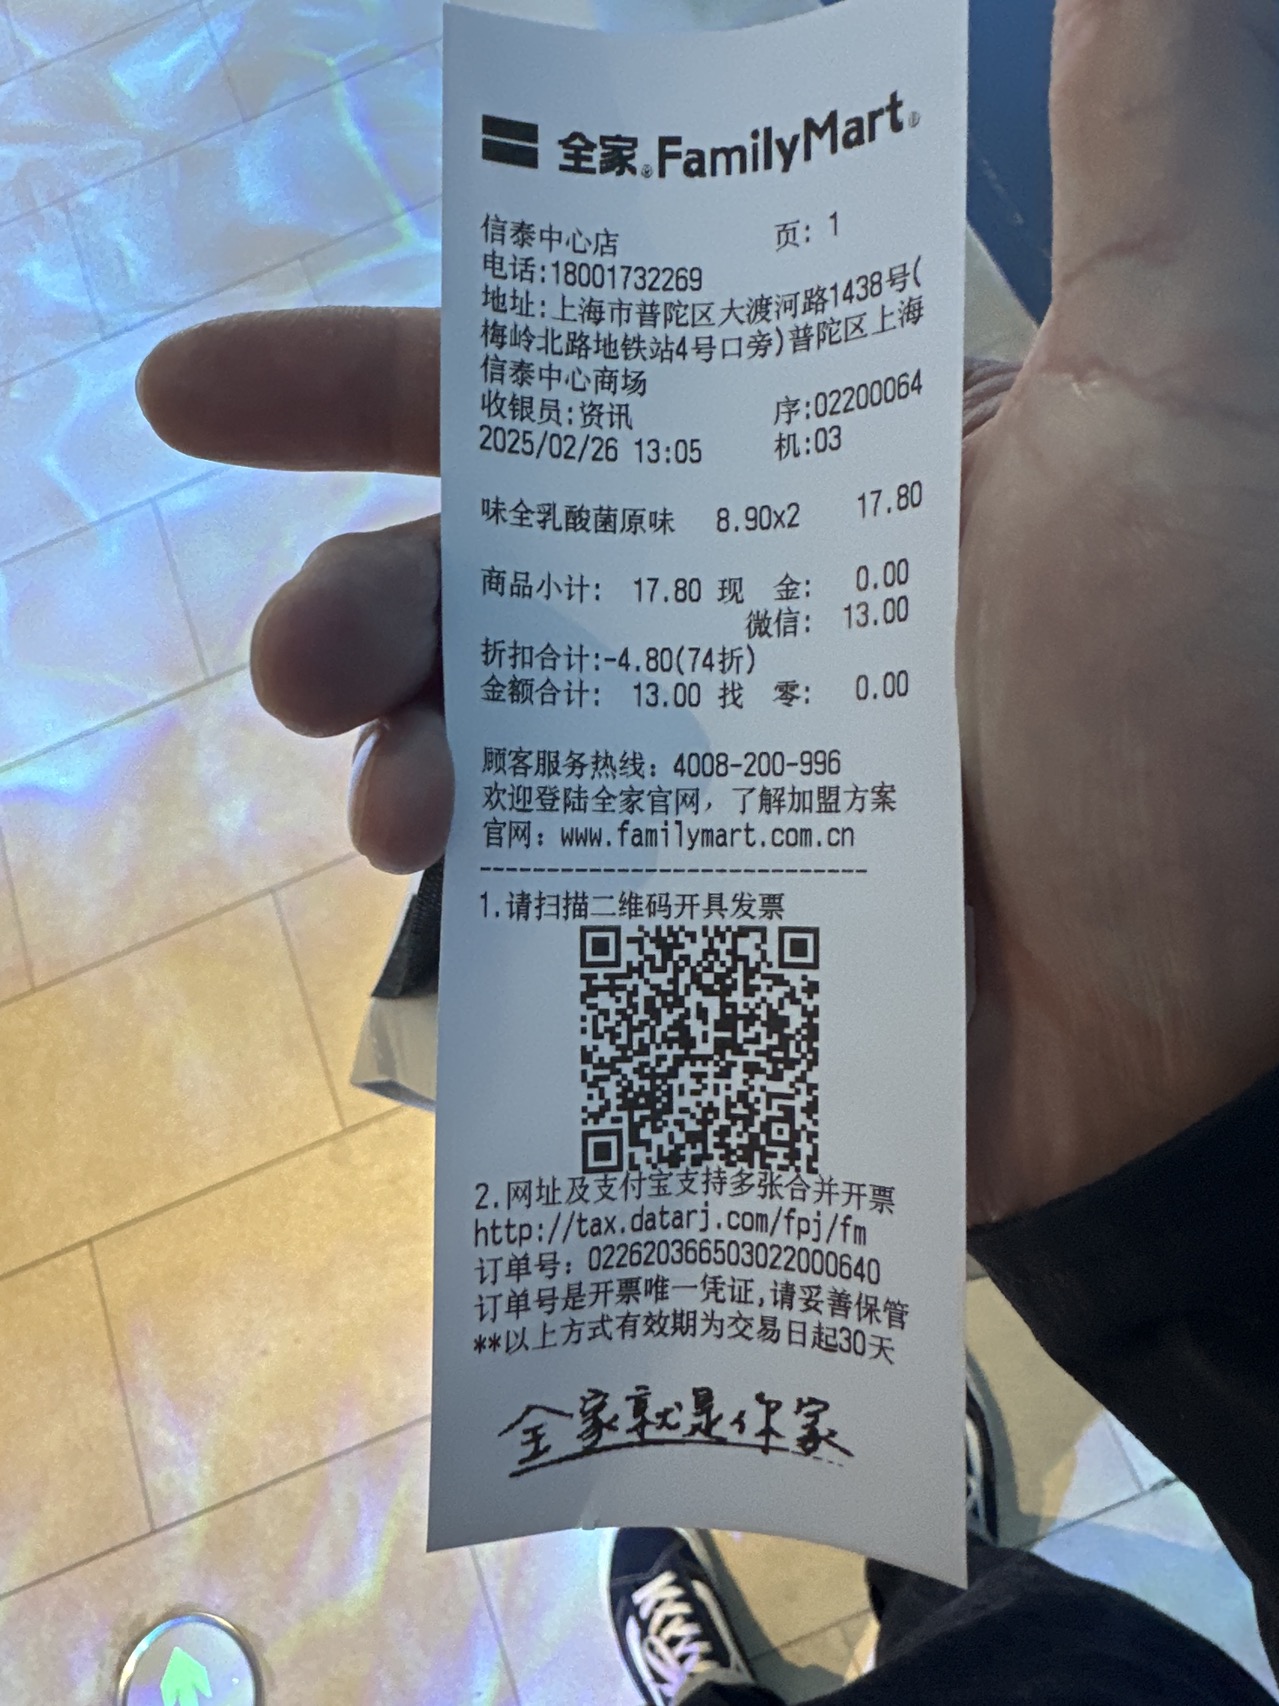 全家® FamilyMart®
信泰中心店 页: 1
电话:18001732269
地址:上海市普陀区大渡河路1438号(
梅岭北路地铁站4号口旁)普陀区上海
信泰中心商场
收银员:资讯 序:02200064
2025/02/26 13:05 机:03
味全乳酸菌原味 8.90x2 17.80
商品小计: 17.80 现 金: 0.00
微信: 13.00
折扣合计:-4.80(74折)
金额合计: 13.00 找 零: 0.00
顾客服务热线: 4008-200-996
欢迎登陆全家官网，了解加盟方案
官网: www.familymart.com.cn
----------------------------
1.请扫描二维码开具发票
2.网址及支付宝支持多张合并开票
http://tax.datarj.com/fpj/fm
订单号: 022620366503022000640
订单号是开票唯一凭证,请妥善保管
**以上方式有效期为交易日起30天
全家就是你家